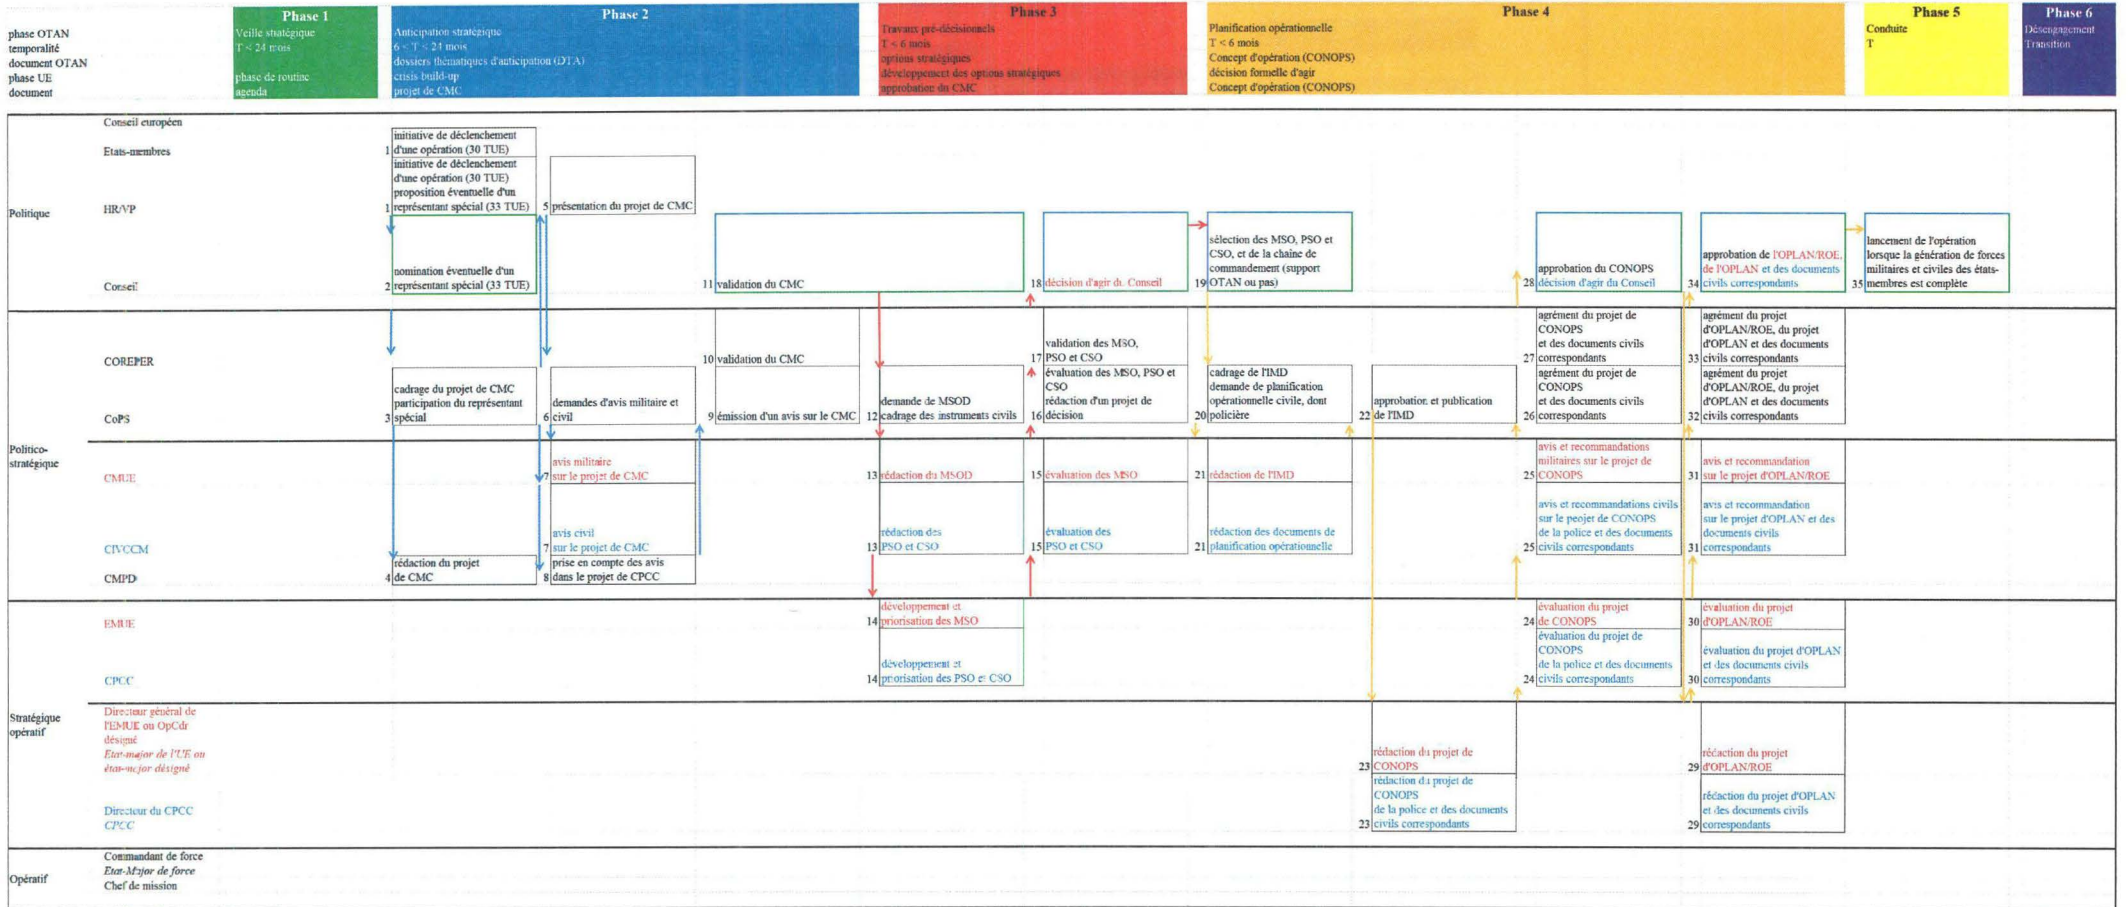 phase OTAN
temporalité
document OTAN
phase UE
document
Phase 1
Veille stratégique
T < 24 mois
phase de routine
agenda
Phase 2
Anticipation stratégique
6 < T < 24 mois
dossiers thématiques d'anticipation (DTA)
crisis build-up
projet de CMC
Phase 3
Travaux pré-décisionnels
T < 6 mois
options stratégiques
développement des options stratégiques
approbation du CMC
Phase 4
Planification opérationnelle
T < 6 mois
Concept d'opération (CONOPS)
décision formelle d'agir
Concept d'opération (CONOPS)
Phase 5
Conduite
T
Phase 6
Désengagement
Transition
Politique
Conseil européen
Etats-membres
1 initiative de déclenchement
d'une opération (30 TUE)
HR/VP
initiative de déclenchement
d'une opération (30 TUE)
proposition éventuelle d'un
1 représentant spécial (33 TUE)
5 présentation du projet de CMC
Conseil
nomination éventuelle d'un
2 représentant spécial (33 TUE)
11 validation du CMC
18 décision d'agir du Conseil
sélection des MSO, PSO et
CSO, et de la chaine de
commandement (support
19 OTAN ou pas)
approbation du CONOPS
28 décision d'agir du Conseil
approbation de l'OPLAN/ROE,
de l'OPLAN et des documents
34 civils correspondants
lancement de l'opération
lorsque la génération de forces
militaires et civiles des états-
35 membres est complète
Politico-
stratégique
COREPER
10 validation du CMC
validation des MSO,
17 PSO et CSO
agrément du projet de
CONOPS
et des documents civils
27 correspondants
agrément du projet
d'OPLAN/ROE, du projet
d'OPLAN et des documents
33 civils correspondants
CoPS
cadrage du projet de CMC
participation du représentant
3 spécial
demandes d'avis militaire et
6 civil
9 émission d'un avis sur le CMC
demande de MSOD
12 cadrage des instruments civils
évaluation des MSO, PSO et
CSO
rédaction d'un projet de
16 décision
cadrage de l'IMD
demande de planification
opérationnelle civile, dont
20 policière
approbation et publication
22 de l'IMD
agrément du projet de
CONOPS
et des documents civils
26 correspondants
agrément du projet
d'OPLAN/ROE, du projet
d'OPLAN et des documents
32 civils correspondants
CMUE
avis militaire
7 sur le projet de CMC
13 rédaction du MSOD
15 évaluation des MSO
21 rédaction de l'IMD
avis et recommandations
militaires sur le projet de
25 CONOPS
avis et recommandation
31 sur le projet d'OPLAN/ROE
CIVCCM
avis civil
7 sur le projet de CMC
rédaction des
13 PSO et CSO
évaluation des
15 PSO et CSO
rédaction des documents de
21 planification opérationnelle
avis et recommandations civils
sur le peojet de CONOPS
de la police et des documents
25 civils correspondants
avis et recommandation
sur le projet d'OPLAN et des
documents civils
31 correspondants
CMPD
rédaction du projet
4 de CMC
prise en compte des avis
8 dans le projet de CPCC
Stratégique
opératif
EMUE
développement et
14 priorisation des MSO
évaluation du projet
24 de CONOPS
évaluation du projet
30 d'OPLAN/ROE
CPCC
développement et
14 priorisation des PSO et CSO
évaluation du projet de
CONOPS
de la police et des documents
24 civils correspondants
évaluation du projet d'OPLAN
et des documents civils
30 correspondants
Directeur général de
l'EMUE ou OpCdr
désigné
Etat-major de l'UE ou
état-major désigné
rédaction du projet de
23 CONOPS
rédaction du projet
29 d'OPLAN/ROE
Directeur du CPCC
CPCC
rédaction du projet de
CONOPS
de la police et des documents
23 civils correspondants
rédaction du projet d'OPLAN
et des documents civils
29 correspondants
Opératif
Commandant de force
Etat-Major de force
Chef de mission